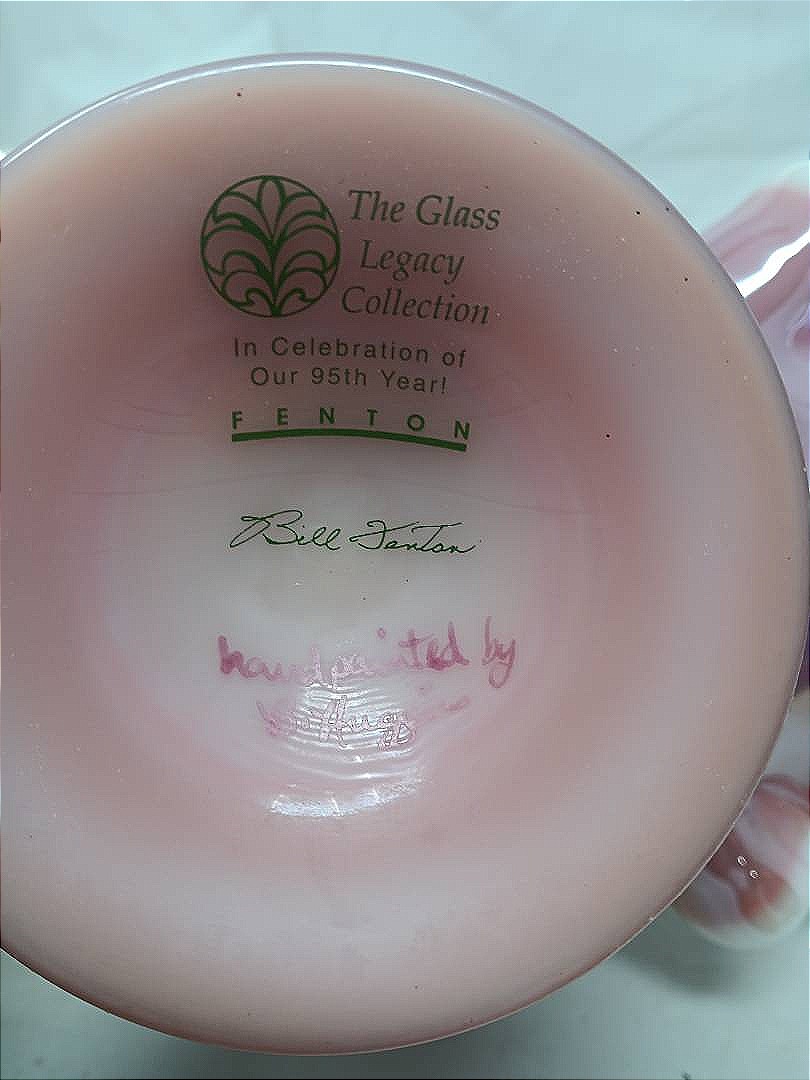 The Glass
Legacy
Collection
In Celebration of
Our 95th Year!
FENTON
Bill Fenton
handpainted by